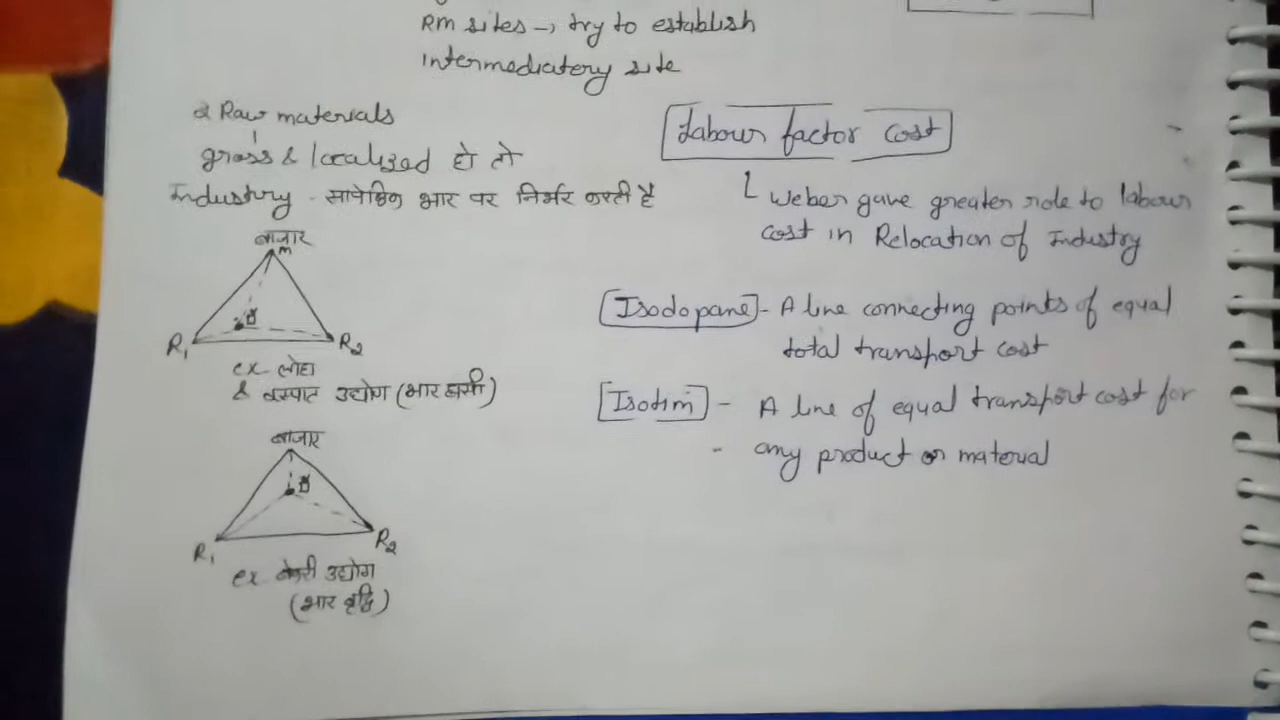 RM sites → try to establish
intermediatory site
2 Raw materials
gross & localized हो तो
Industry - सापेक्षिक भार पर निर्भर करती है
बाजार
m
R1
R2
ex लोहा
& इस्पात उद्योग (भार ह्रासी)
बाजार
R1
R2
ex बेकरी उद्योग
(भार वृद्धि)
Labour factor cost
Weber gave greater role to labour
cost in Relocation of Industry
Isodopane - A line connecting points of equal
total transport cost
Isotim - A line of equal transport cost for
any product or material